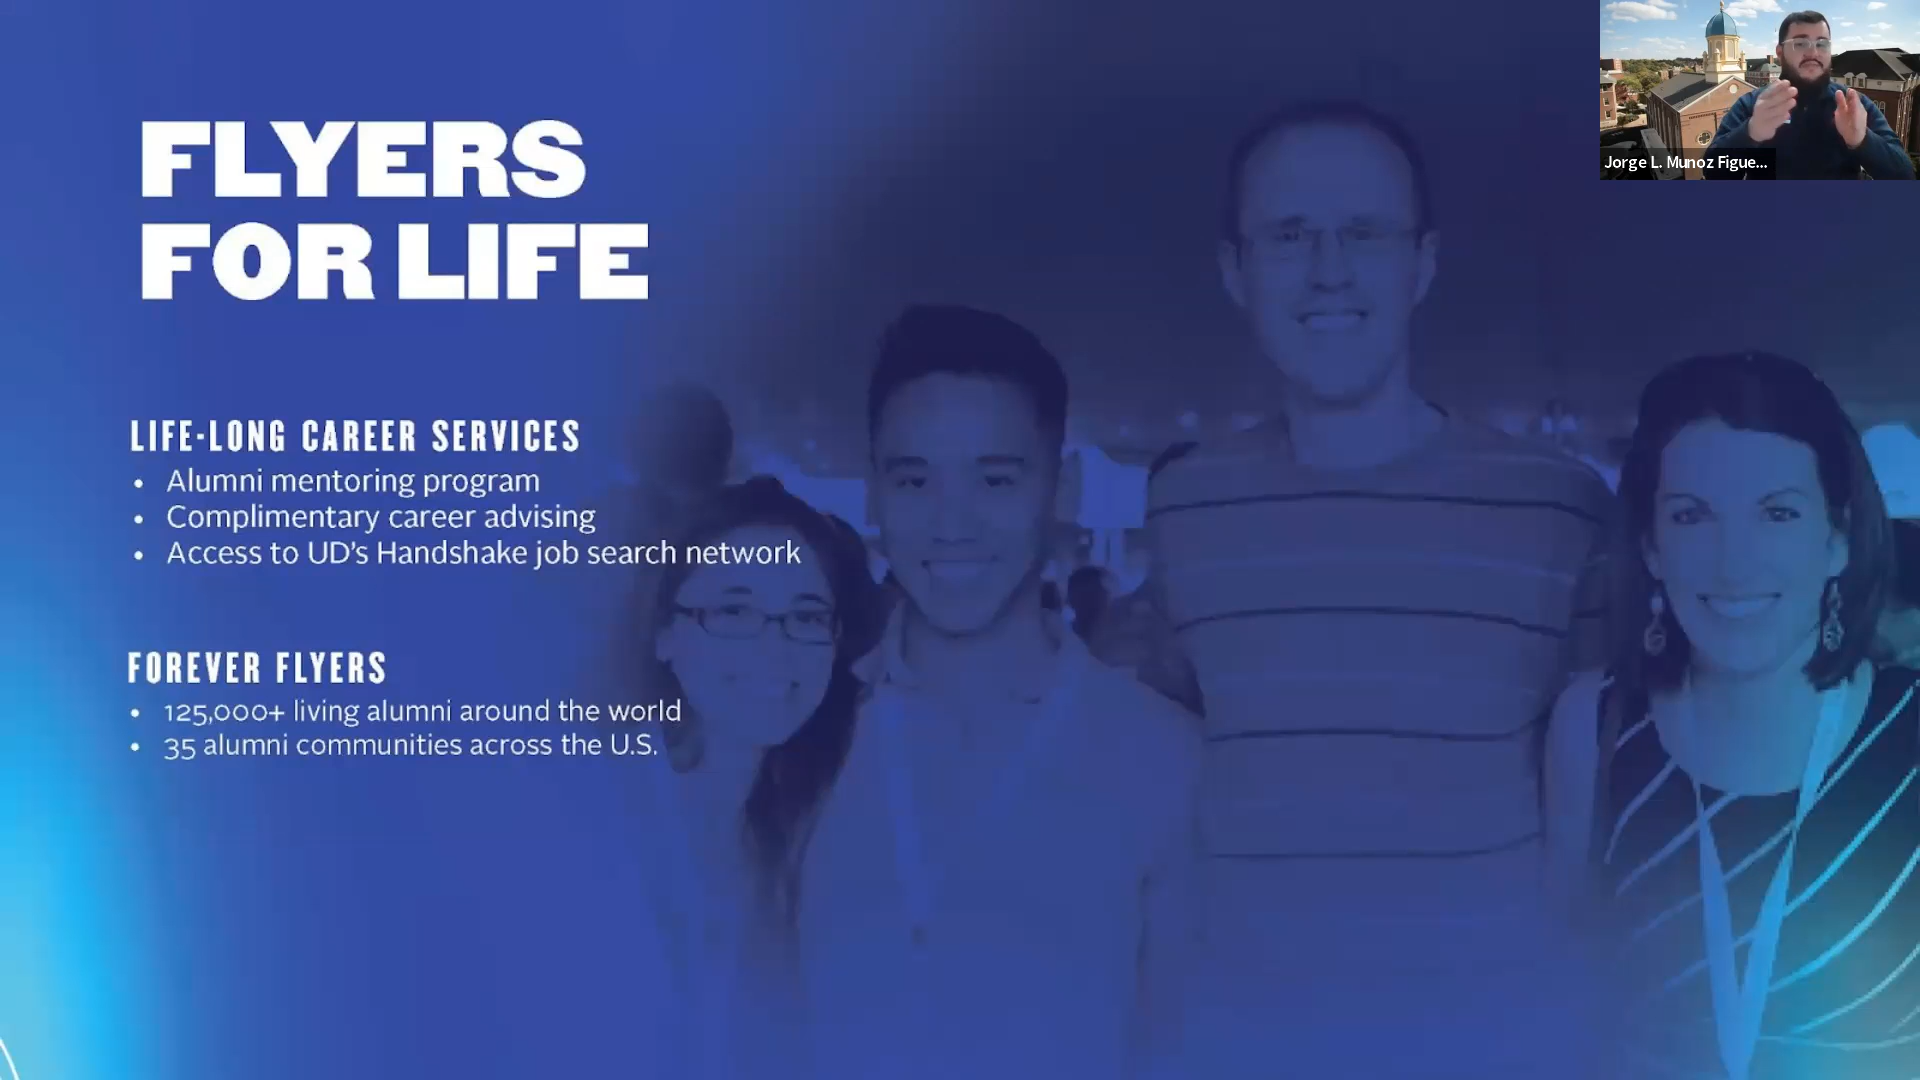 FLYERS
FOR LIFE
LIFE-LONG CAREER SERVICES
• Alumni mentoring program
• Complimentary career advising
• Access to UD's Handshake job search network
FOREVER FLYERS
• 125,000+ living alumni around the world
• 35 alumni communities across the U.S.
Jorge L. Munoz Figue...